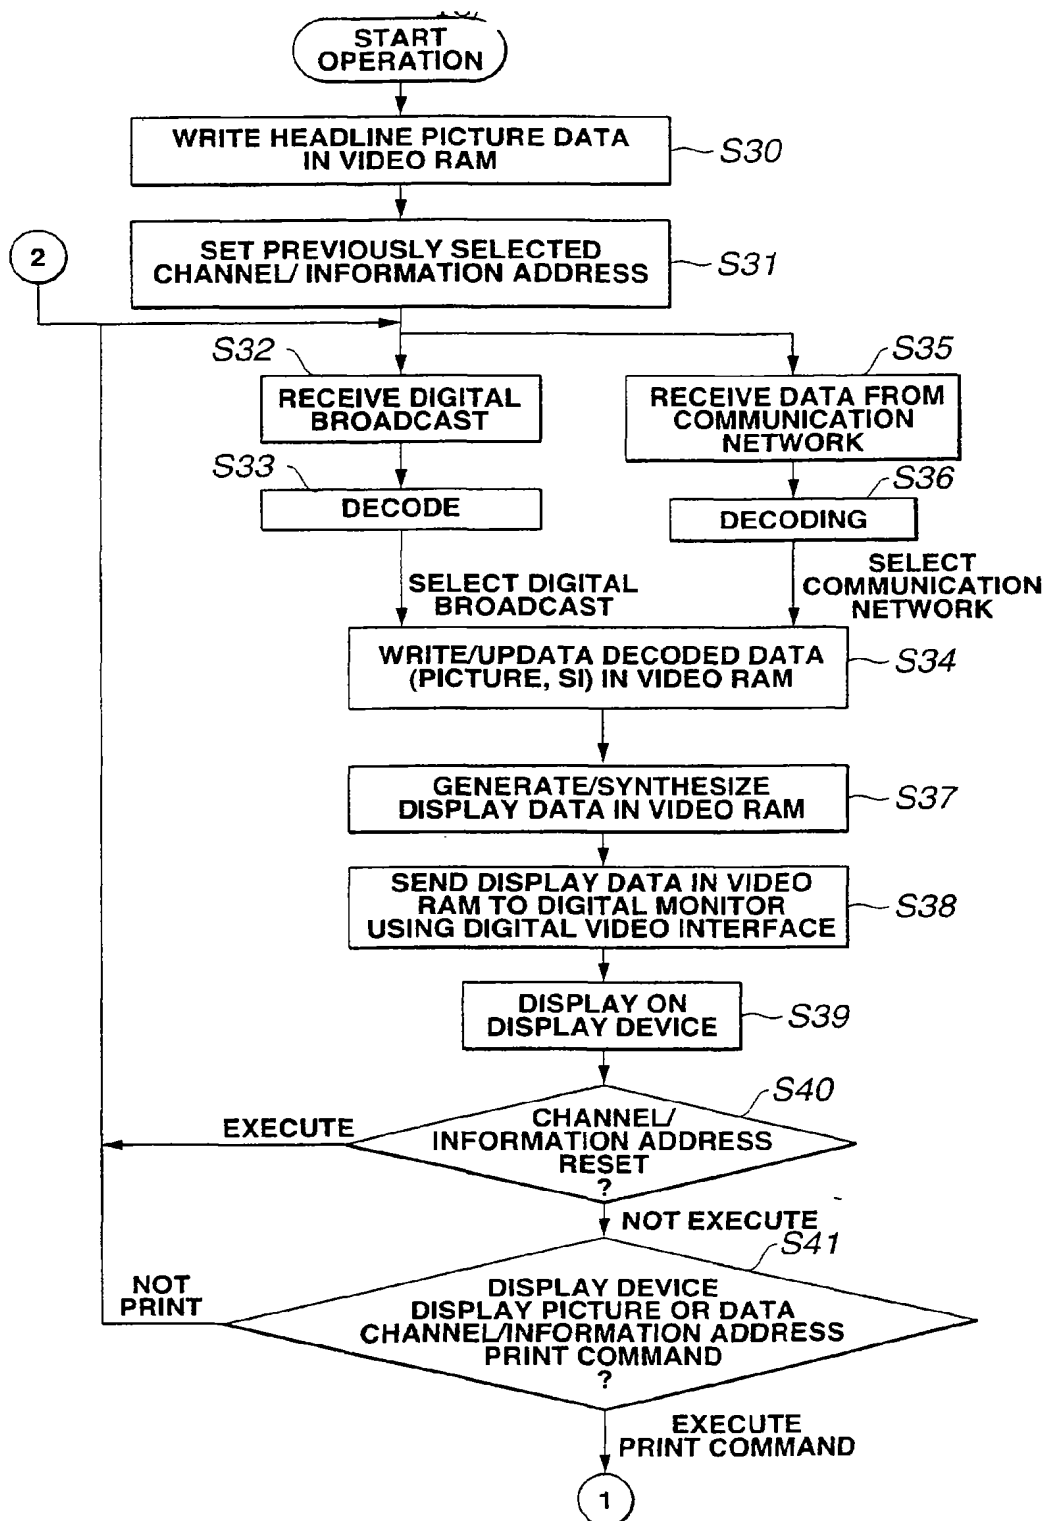 START
OPERATION
WRITE HEADLINE PICTURE DATA
IN VIDEO RAM
S30
SET PREVIOUSLY SELECTED
CHANNEL/ INFORMATION ADDRESS
S31
2
S32
RECEIVE DIGITAL
BROADCAST
S35
RECEIVE DATA FROM
COMMUNICATION
NETWORK
S33
DECODE
S36
DECODING
SELECT DIGITAL
BROADCAST
SELECT
COMMUNICATION
NETWORK
WRITE/UPDATA DECODED DATA
(PICTURE, SI) IN VIDEO RAM
S34
GENERATE/SYNTHESIZE
DISPLAY DATA IN VIDEO RAM
S37
SEND DISPLAY DATA IN VIDEO
RAM TO DIGITAL MONITOR
USING DIGITAL VIDEO INTERFACE
S38
DISPLAY ON
DISPLAY DEVICE
S39
S40
CHANNEL/
INFORMATION ADDRESS
RESET
?
EXECUTE
NOT EXECUTE
S41
NOT
PRINT
DISPLAY DEVICE
DISPLAY PICTURE OR DATA
CHANNEL/INFORMATION ADDRESS
PRINT COMMAND
?
EXECUTE
PRINT COMMAND
1